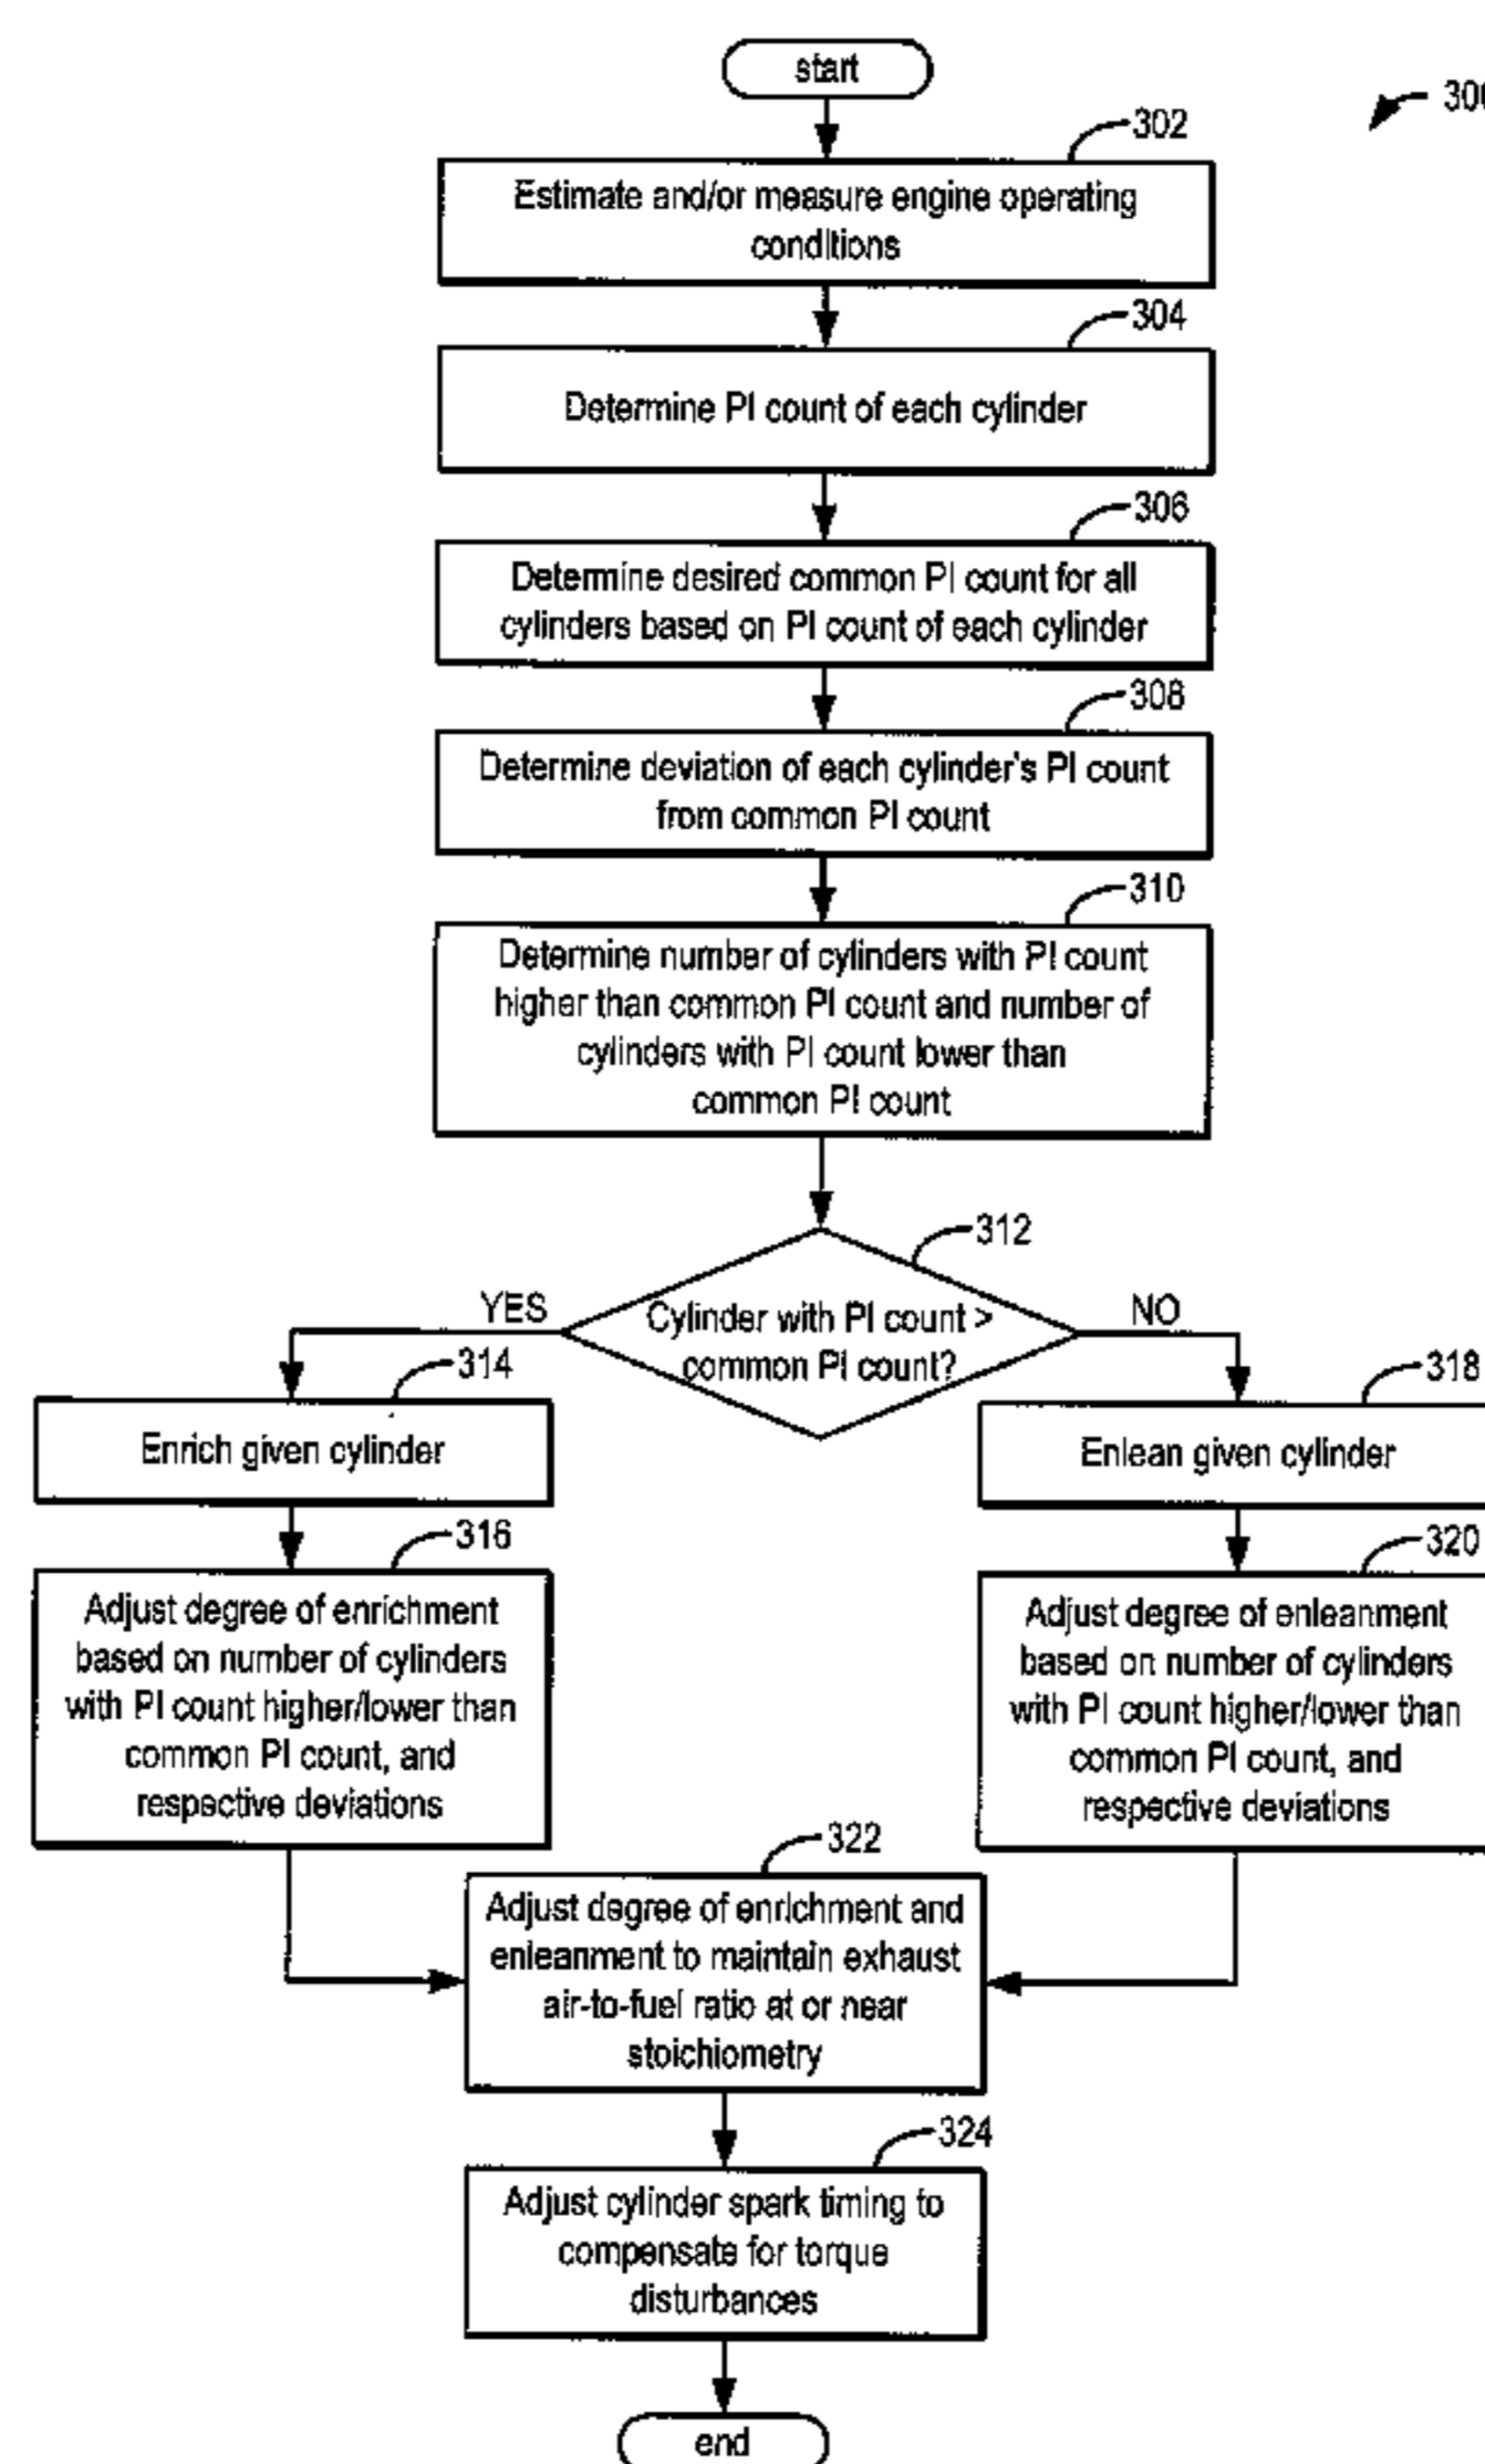 start
300
302
Estimate and/or measure engine operating
conditions
304
Determine PI count of each cylinder
306
Determine desired common PI count for all
cylinders based on PI count of each cylinder
308
Determine deviation of each cylinder's PI count
from common PI count
310
Determine number of cylinders with PI count
higher than common PI count and number of
cylinders with PI count lower than
common PI count
312
Cylinder with PI count >
common PI count?
YES
NO
314
Enrich given cylinder
318
Enlean given cylinder
316
Adjust degree of enrichment
based on number of cylinders
with PI count higher/lower than
common PI count, and
respective deviations
320
Adjust degree of enleanment
based on number of cylinders
with PI count higher/lower than
common PI count, and
respective deviations
322
Adjust degree of enrichment and
enleanment to maintain exhaust
air-to-fuel ratio at or near
stoichiometry
324
Adjust cylinder spark timing to
compensate for torque
disturbances
end